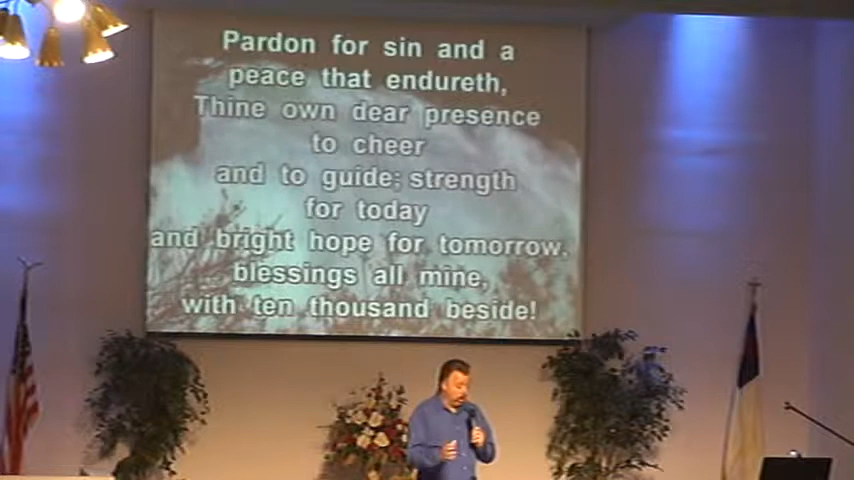 Pardon for sin and a
peace that endureth,
Thine own dear presence
to cheer
and to guide; strength
for today
and bright hope for tomorrow,
blessings all mine,
with ten thousand beside!